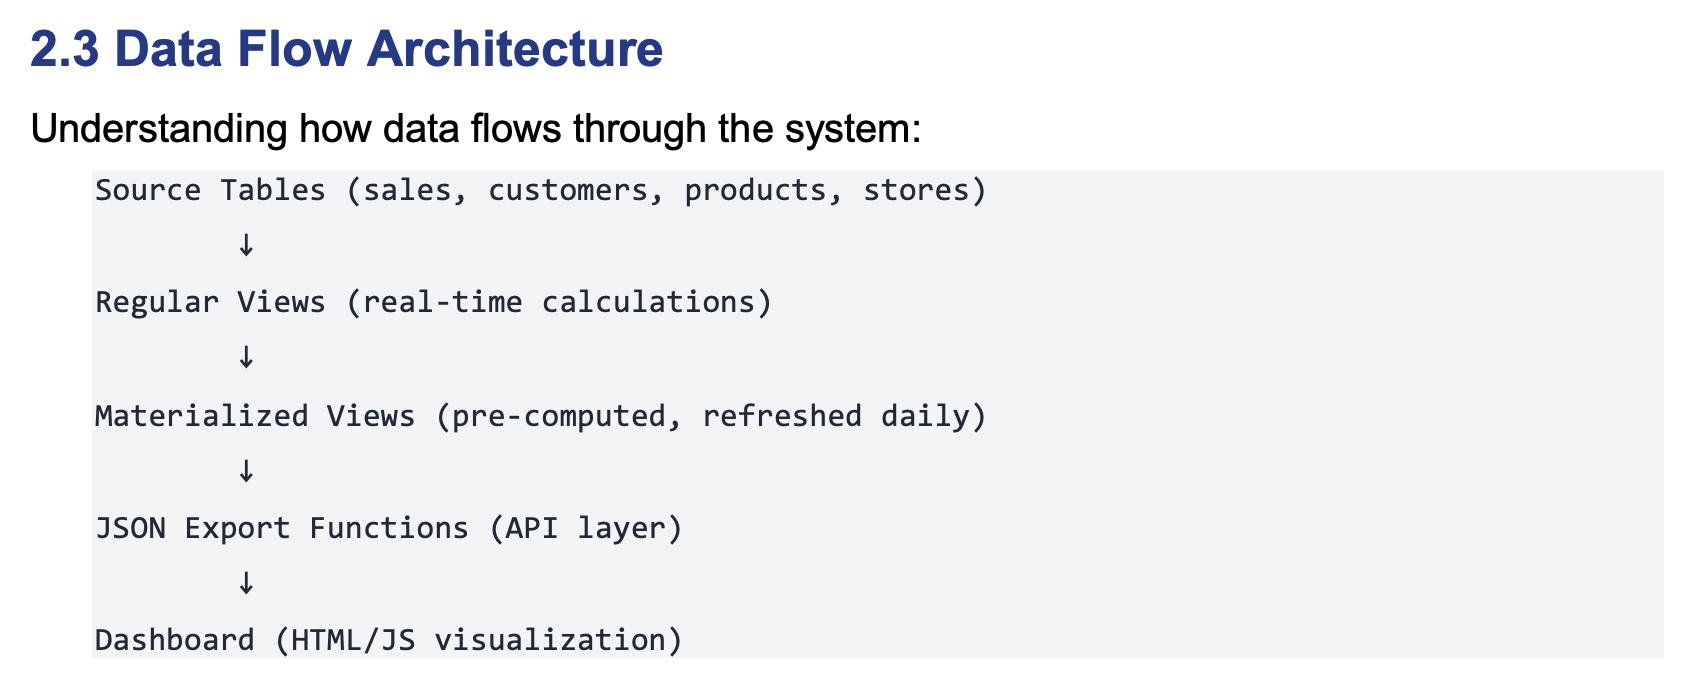 2.3 Data Flow Architecture
Understanding how data flows through the system:
Source Tables (sales, customers, products, stores)
↓
Regular Views (real-time calculations)
↓
Materialized Views (pre-computed, refreshed daily)
↓
JSON Export Functions (API layer)
↓
Dashboard (HTML/JS visualization)